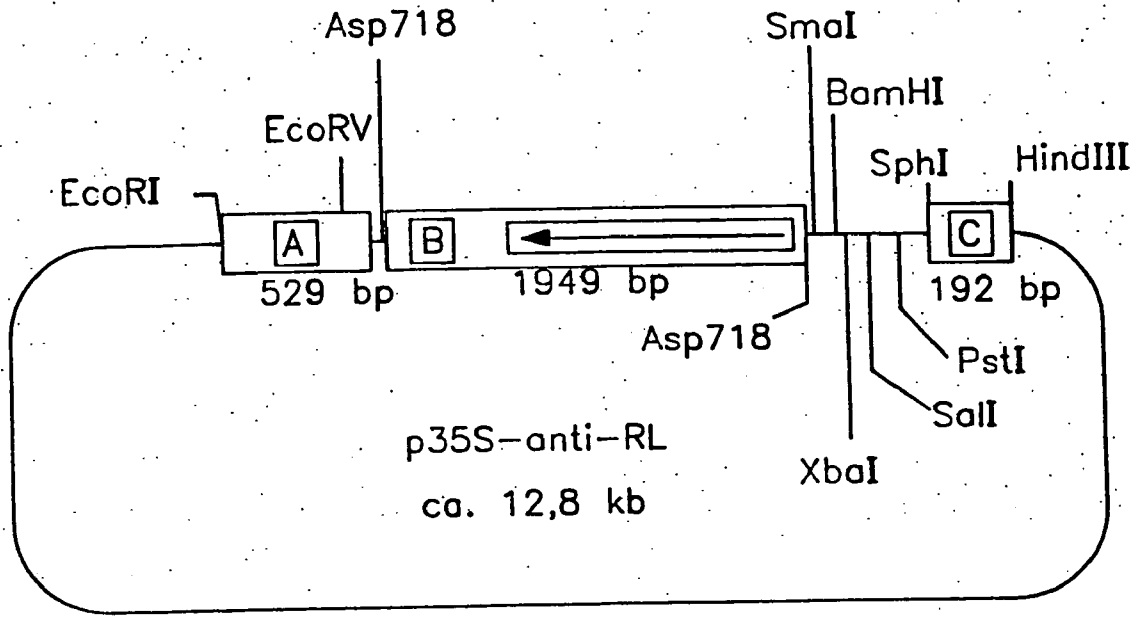 Asp718
SmaI
BamHI
EcoRV
SphI
HindIII
EcoRI
A
B
C
529 bp
1949 bp
192 bp
Asp718
PstI
SalI
XbaI
p35S-anti-RL
ca. 12,8 kb